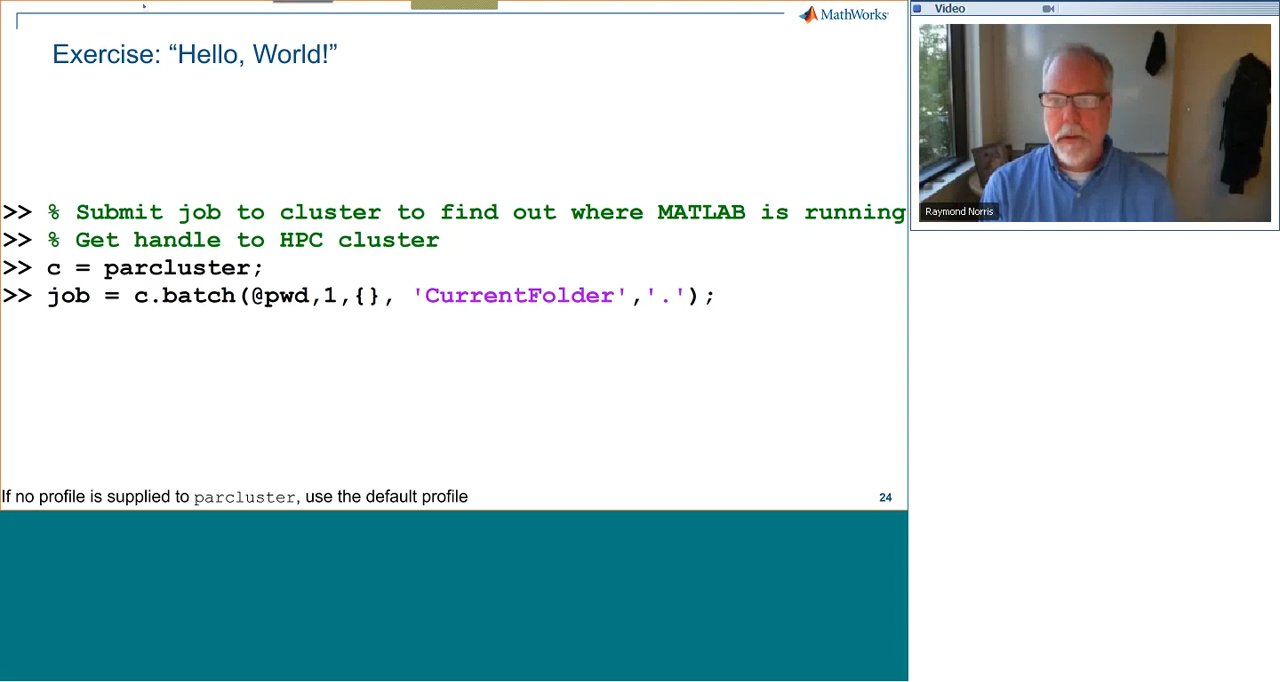 MathWorks®
Exercise: “Hello, World!”
>> % Submit job to cluster to find out where MATLAB is running
>> % Get handle to HPC cluster
>> c = parcluster;
>> job = c.batch(@pwd,1,{}, 'CurrentFolder','.');
If no profile is supplied to parcluster, use the default profile
24
Video
Raymond Norris